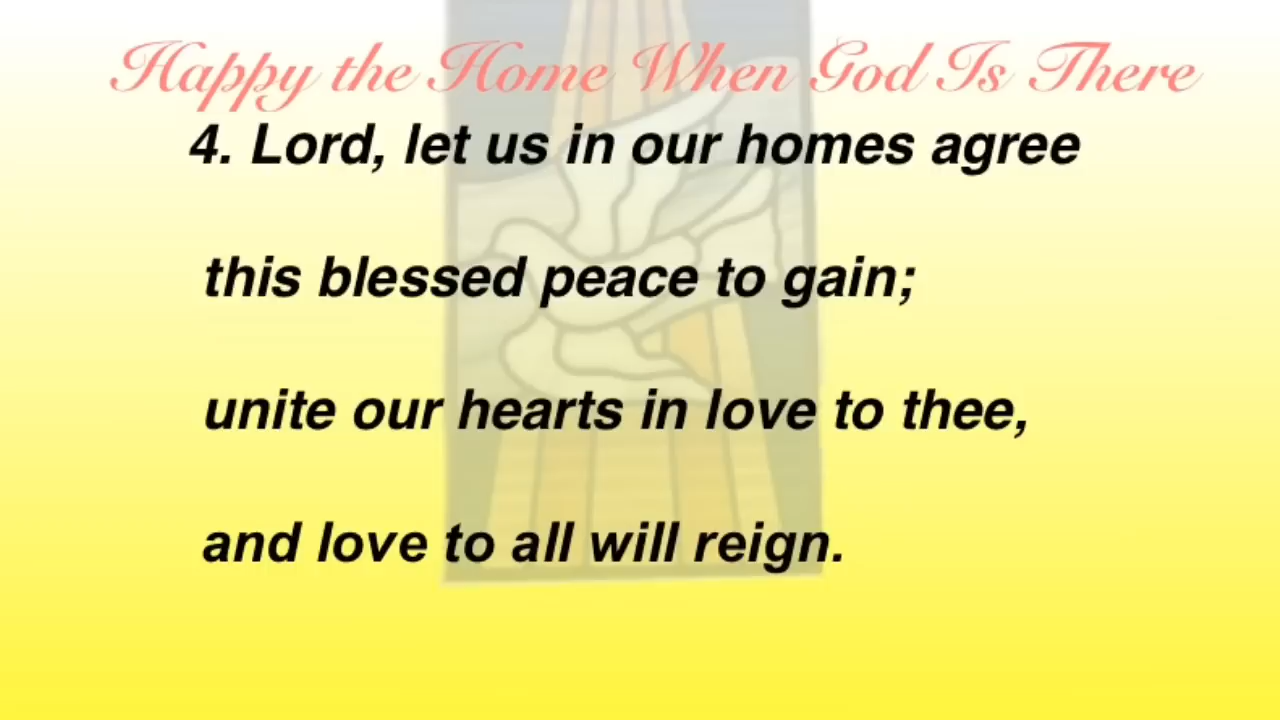 Happy the Home When God Is There
4. Lord, let us in our homes agree
this blessed peace to gain;
unite our hearts in love to thee,
and love to all will reign.